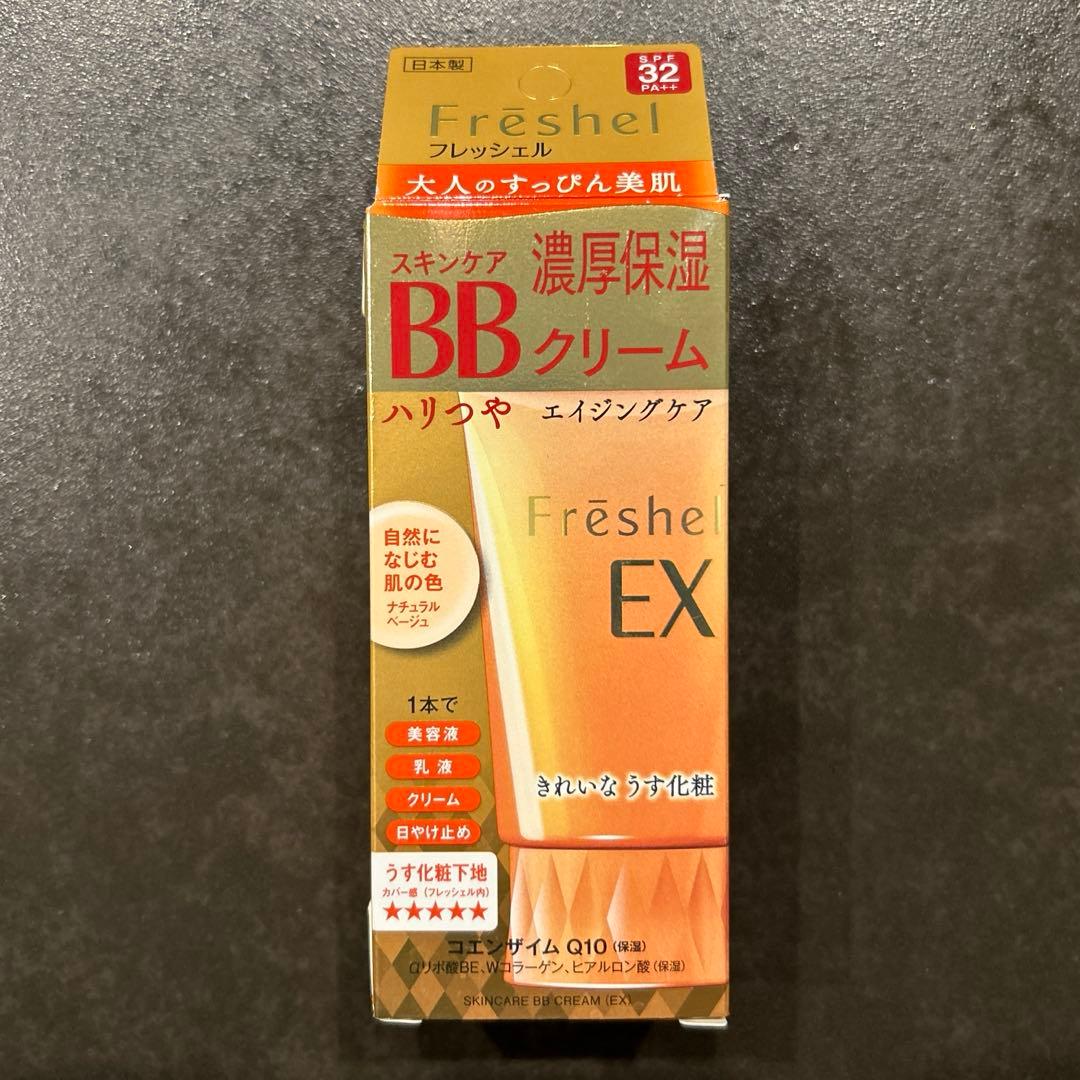 日本製
SPF
32
PA++
Frēshel
フレッシェル
大人のすっぴん美肌
スキンケア
BB
濃厚保湿
クリーム
ハリつや エイジングケア
Frēshel
EX
自然に
なじむ
肌の色
ナチュラル
ベージュ
1本で
美容液
乳液
クリーム
日やけ止め
きれいな うす化粧
うす化粧下地
カバー感 (フレッシェル内)
★★★★★
コエンザイム Q10 (保湿)
αリポ酸BE、Wコラーゲン、ヒアルロン酸 (保湿)
SKINCARE BB CREAM (EX)